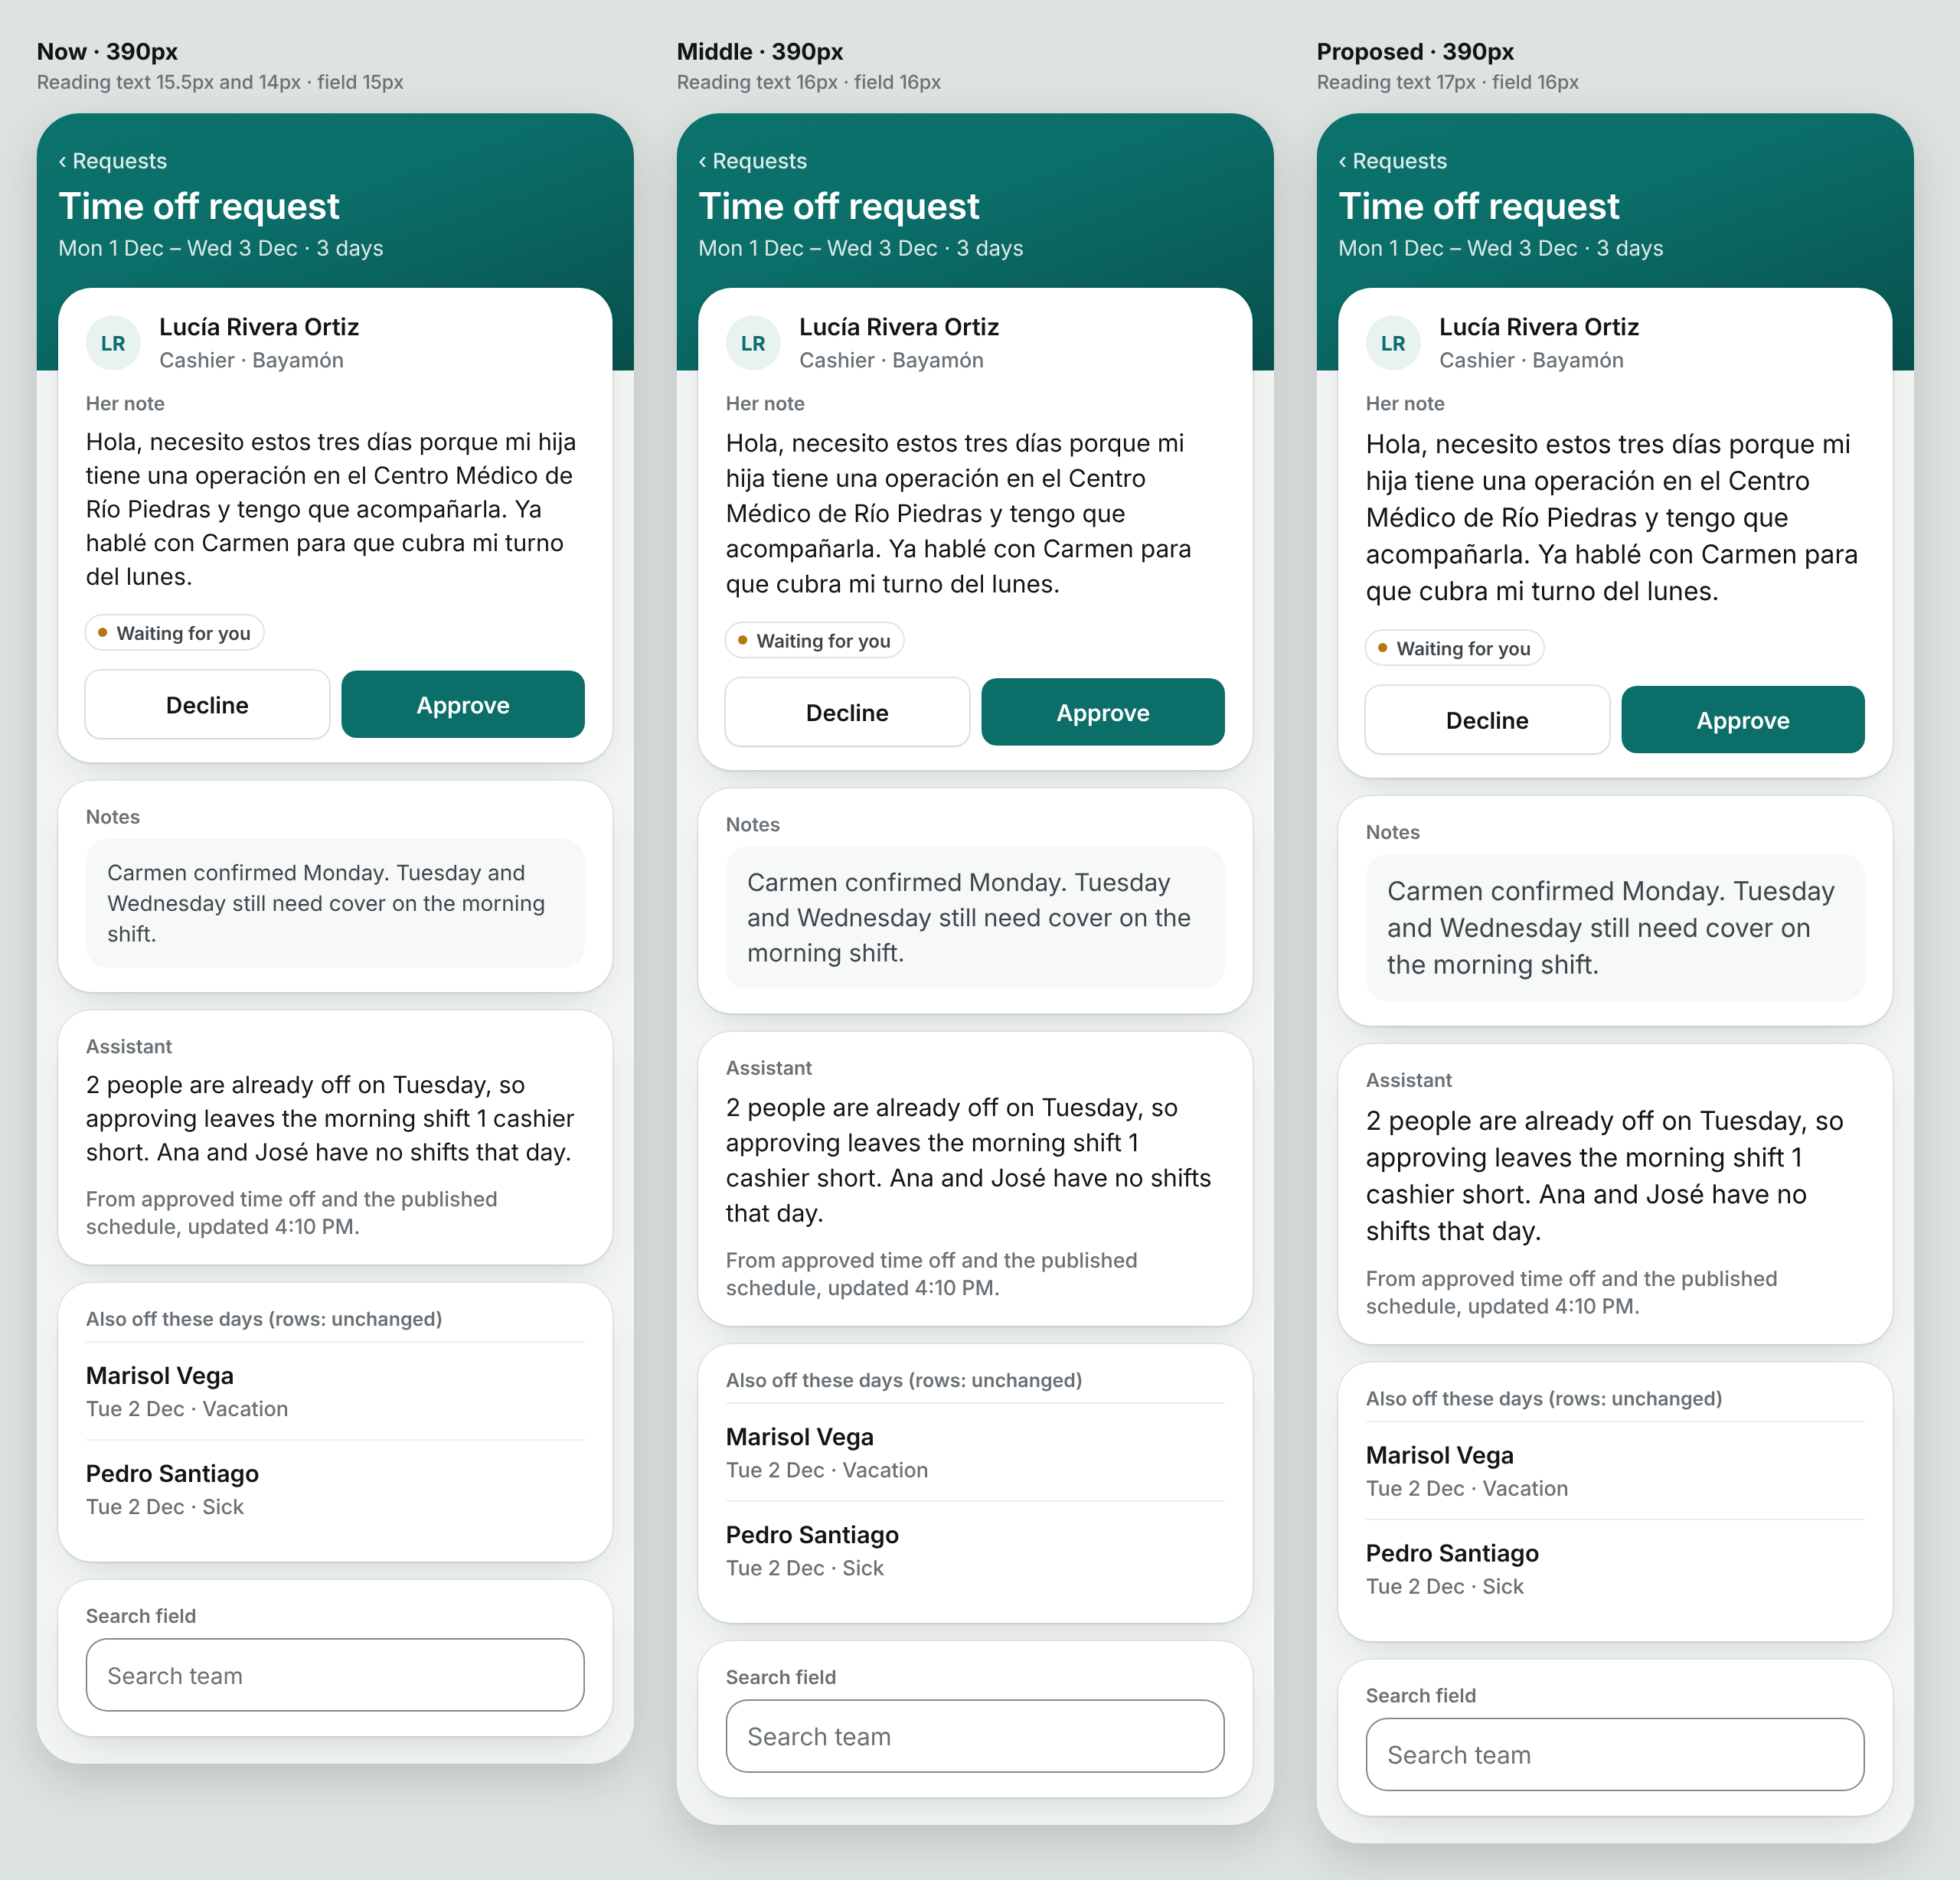 Now · 390px
Reading text 15.5px and 14px · field 15px
‹ Requests
Time off request
Mon 1 Dec – Wed 3 Dec · 3 days
LR
Lucía Rivera Ortiz
Cashier · Bayamón
Her note
Hola, necesito estos tres días porque mi hija
tiene una operación en el Centro Médico de
Río Piedras y tengo que acompañarla. Ya
hablé con Carmen para que cubra mi turno
del lunes.
Waiting for you
Decline
Approve
Notes
Carmen confirmed Monday. Tuesday and
Wednesday still need cover on the morning
shift.
Assistant
2 people are already off on Tuesday, so
approving leaves the morning shift 1 cashier
short. Ana and José have no shifts that day.
From approved time off and the published
schedule, updated 4:10 PM.
Also off these days (rows: unchanged)
Marisol Vega
Tue 2 Dec · Vacation
Pedro Santiago
Tue 2 Dec · Sick
Search field
Search team
Middle · 390px
Reading text 16px · field 16px
‹ Requests
Time off request
Mon 1 Dec – Wed 3 Dec · 3 days
LR
Lucía Rivera Ortiz
Cashier · Bayamón
Her note
Hola, necesito estos tres días porque mi
hija tiene una operación en el Centro
Médico de Río Piedras y tengo que
acompañarla. Ya hablé con Carmen para
que cubra mi turno del lunes.
Waiting for you
Decline
Approve
Notes
Carmen confirmed Monday. Tuesday
and Wednesday still need cover on the
morning shift.
Assistant
2 people are already off on Tuesday, so
approving leaves the morning shift 1
cashier short. Ana and José have no shifts
that day.
From approved time off and the published
schedule, updated 4:10 PM.
Also off these days (rows: unchanged)
Marisol Vega
Tue 2 Dec · Vacation
Pedro Santiago
Tue 2 Dec · Sick
Search field
Search team
Proposed · 390px
Reading text 17px · field 16px
‹ Requests
Time off request
Mon 1 Dec – Wed 3 Dec · 3 days
LR
Lucía Rivera Ortiz
Cashier · Bayamón
Her note
Hola, necesito estos tres días porque mi
hija tiene una operación en el Centro
Médico de Río Piedras y tengo que
acompañarla. Ya hablé con Carmen para
que cubra mi turno del lunes.
Waiting for you
Decline
Approve
Notes
Carmen confirmed Monday. Tuesday
and Wednesday still need cover on
the morning shift.
Assistant
2 people are already off on Tuesday, so
approving leaves the morning shift 1
cashier short. Ana and José have no
shifts that day.
From approved time off and the published
schedule, updated 4:10 PM.
Also off these days (rows: unchanged)
Marisol Vega
Tue 2 Dec · Vacation
Pedro Santiago
Tue 2 Dec · Sick
Search field
Search team